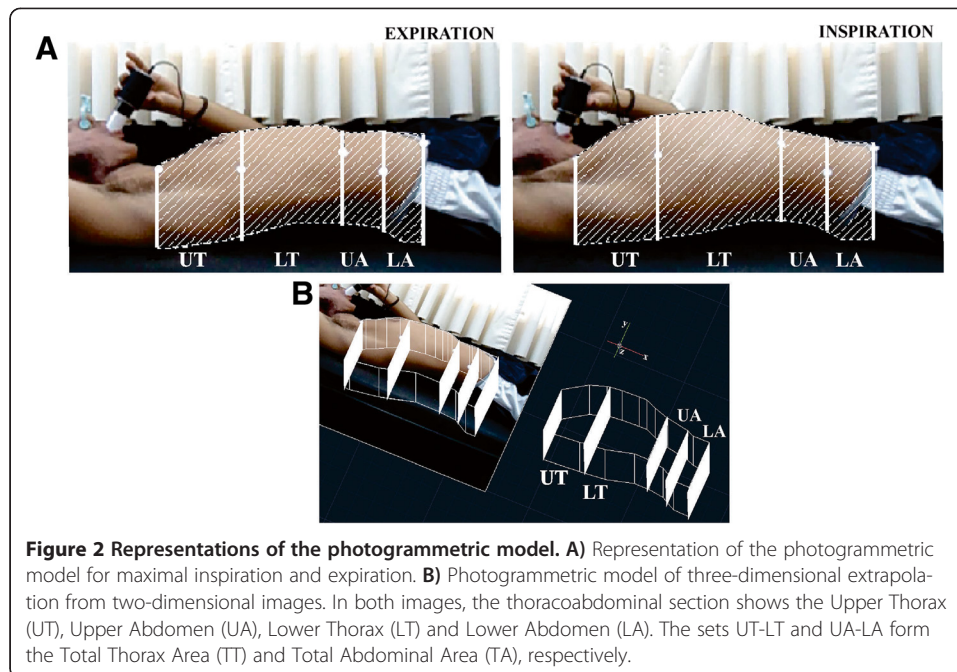 EXPIRATION
INSPIRATION
A
UT LT UA LA
UT LT UA LA
B
y
z x
UA
LA
UT
LT
Figure 2 Representations of the photogrammetric model. A) Representation of the photogrammetric
model for maximal inspiration and expiration. B) Photogrammetric model of three-dimensional extrapola-
tion from two-dimensional images. In both images, the thoracoabdominal section shows the Upper Thorax
(UT), Upper Abdomen (UA), Lower Thorax (LT) and Lower Abdomen (LA). The sets UT-LT and UA-LA form
the Total Thorax Area (TT) and Total Abdominal Area (TA), respectively.